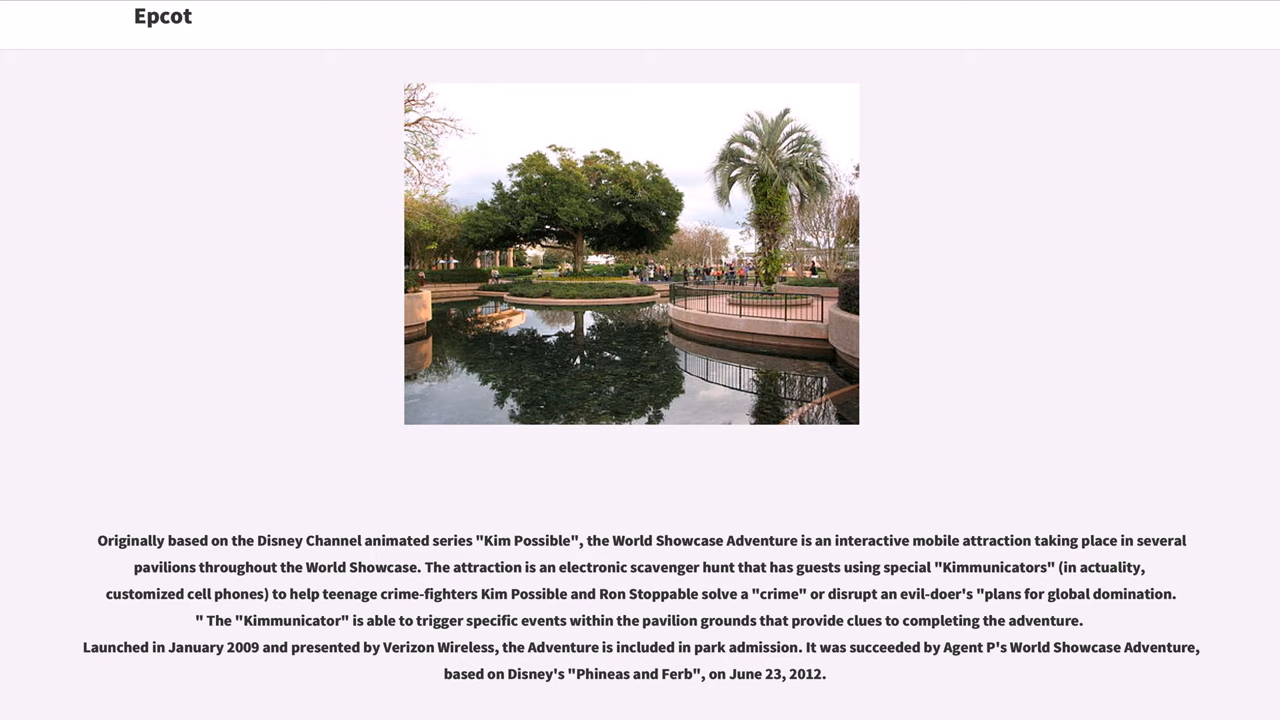 Epcot
Originally based on the Disney Channel animated series "Kim Possible", the World Showcase Adventure is an interactive mobile attraction taking place in several
pavilions throughout the World Showcase. The attraction is an electronic scavenger hunt that has guests using special "Kimmunicators" (in actuality,
customized cell phones) to help teenage crime-fighters Kim Possible and Ron Stoppable solve a "crime" or disrupt an evil-doer's "plans for global domination.
" The "Kimmunicator" is able to trigger specific events within the pavilion grounds that provide clues to completing the adventure.
Launched in January 2009 and presented by Verizon Wireless, the Adventure is included in park admission. It was succeeded by Agent P's World Showcase Adventure,
based on Disney's "Phineas and Ferb", on June 23, 2012.